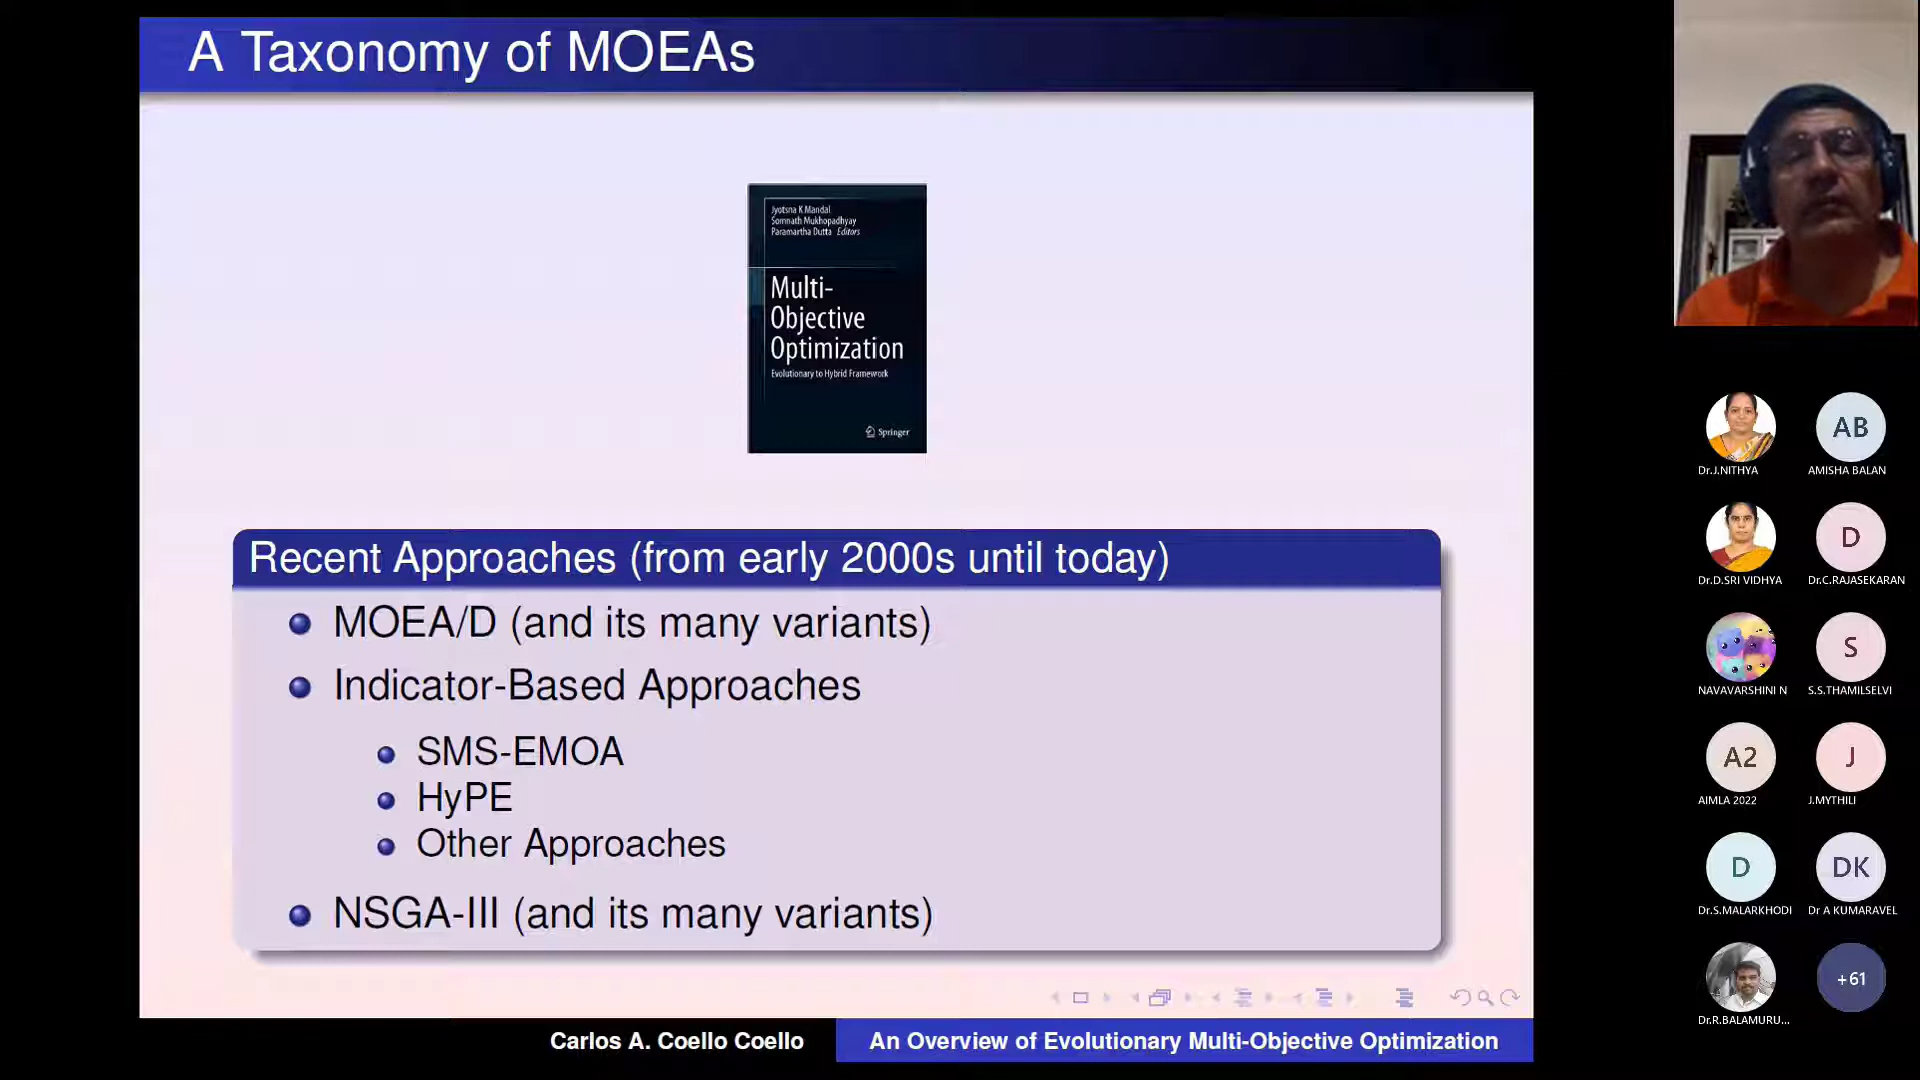 A Taxonomy of MOEAs
Jyotsna K Mandal
Somnath Mukhopadhyay
Paramartha Dutta Editors
Multi-
Objective
Optimization
Evolutionary to Hybrid Framework
Springer
Recent Approaches (from early 2000s until today)
MOEA/D (and its many variants)
Indicator-Based Approaches
SMS-EMOA
HyPE
Other Approaches
NSGA-III (and its many variants)
Carlos A. Coello Coello
An Overview of Evolutionary Multi-Objective Optimization
AB
Dr.J.NITHYA
AMISHA BALAN
D
Dr.D.SRI VIDHYA
Dr.C.RAJASEKARAN
S
NAVAVARSHINI N
S.S.THAMILSELVI
A2
J
AIMLA 2022
J.MYTHILI
D
DK
Dr.S.MALARKHODI
Dr A KUMARAVEL
+61
Dr.R.BALAMURU...